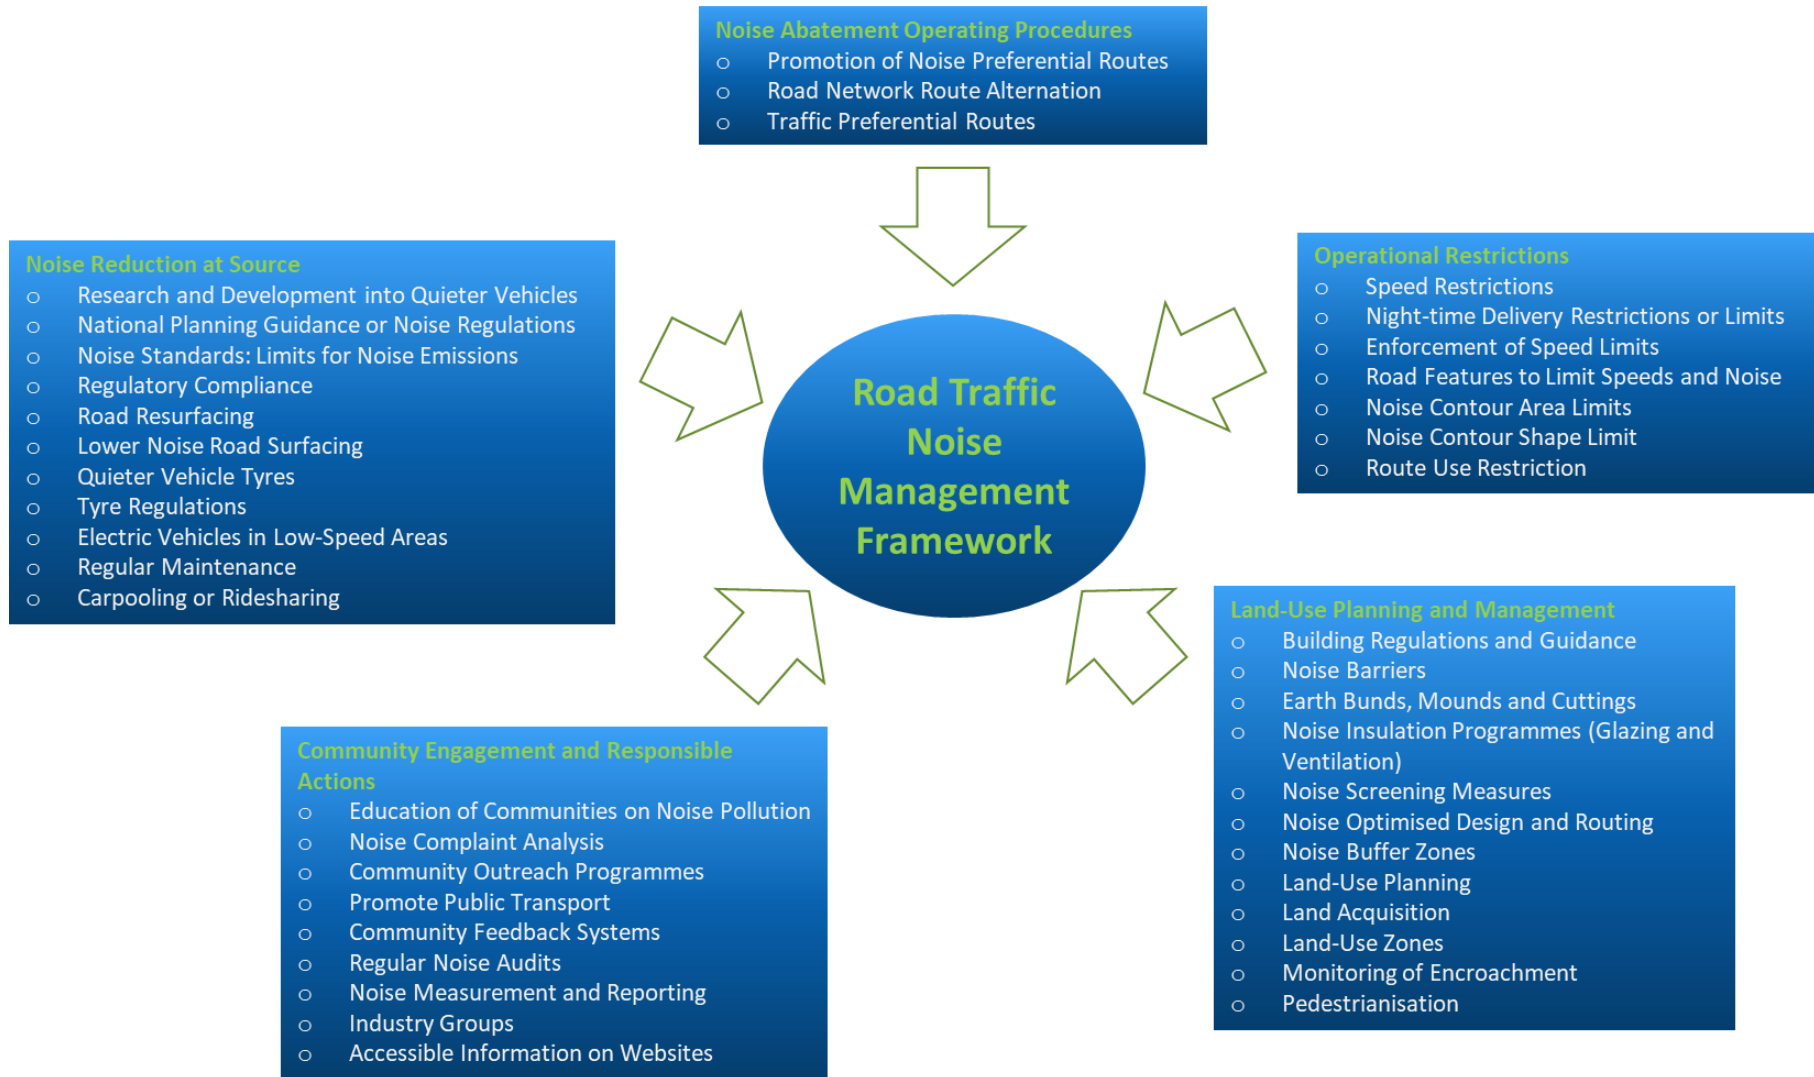 Noise Abatement Operating Procedures
o Promotion of Noise Preferential Routes
o Road Network Route Alternation
o Traffic Preferential Routes
Noise Reduction at Source
o Research and Development into Quieter Vehicles
o National Planning Guidance or Noise Regulations
o Noise Standards: Limits for Noise Emissions
o Regulatory Compliance
o Road Resurfacing
o Lower Noise Road Surfacing
o Quieter Vehicle Tyres
o Tyre Regulations
o Electric Vehicles in Low-Speed Areas
o Regular Maintenance
o Carpooling or Ridesharing
Road Traffic
Noise
Management
Framework
Operational Restrictions
o Speed Restrictions
o Night-time Delivery Restrictions or Limits
o Enforcement of Speed Limits
o Road Features to Limit Speeds and Noise
o Noise Contour Area Limits
o Noise Contour Shape Limit
o Route Use Restriction
Community Engagement and Responsible
Actions
o Education of Communities on Noise Pollution
o Noise Complaint Analysis
o Community Outreach Programmes
o Promote Public Transport
o Community Feedback Systems
o Regular Noise Audits
o Noise Measurement and Reporting
o Industry Groups
o Accessible Information on Websites
Land-Use Planning and Management
o Building Regulations and Guidance
o Noise Barriers
o Earth Bunds, Mounds and Cuttings
o Noise Insulation Programmes (Glazing and
Ventilation)
o Noise Screening Measures
o Noise Optimised Design and Routing
o Noise Buffer Zones
o Land-Use Planning
o Land Acquisition
o Land-Use Zones
o Monitoring of Encroachment
o Pedestrianisation